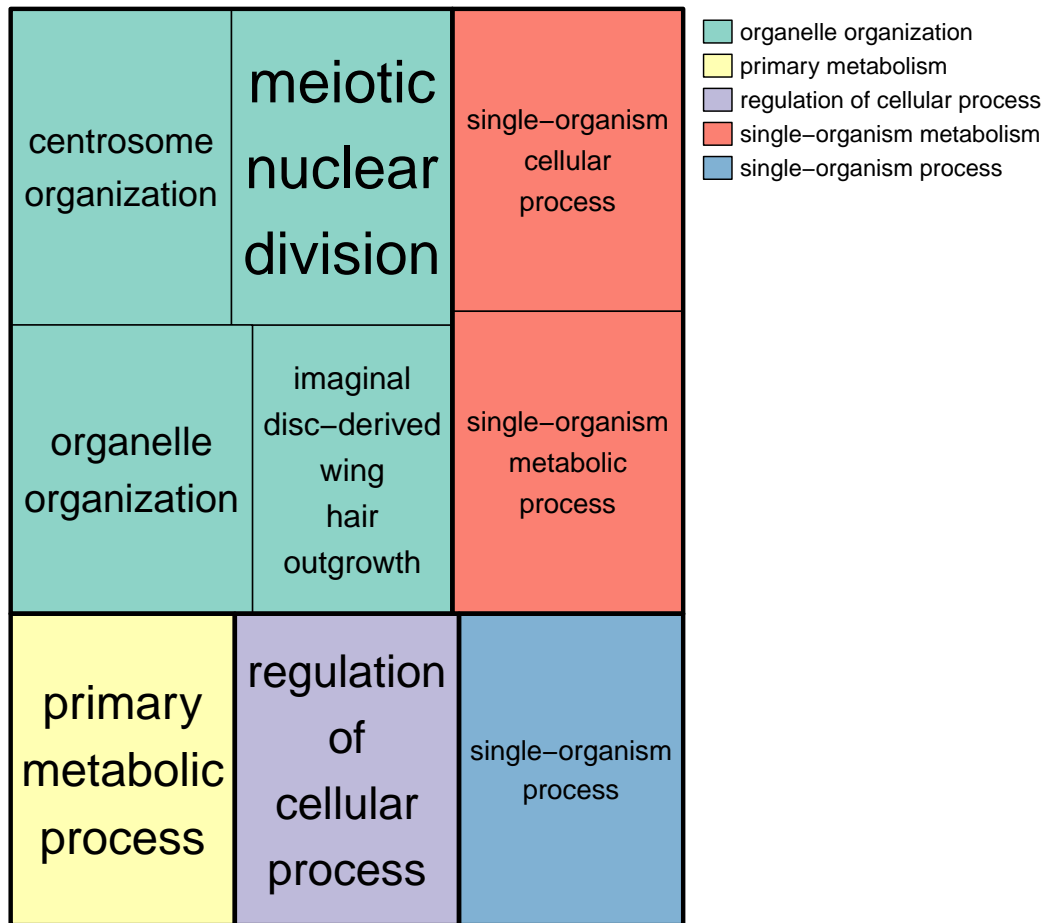 centrosome
organization
meiotic
nuclear
division
single−organism
cellular
process
organelle
organization
imaginal
disc−derived
wing
hair
outgrowth
single−organism
metabolic
process
primary
metabolic
process
regulation
of
cellular
process
single−organism
process
organelle organization
primary metabolism
regulation of cellular process
single−organism metabolism
single−organism process